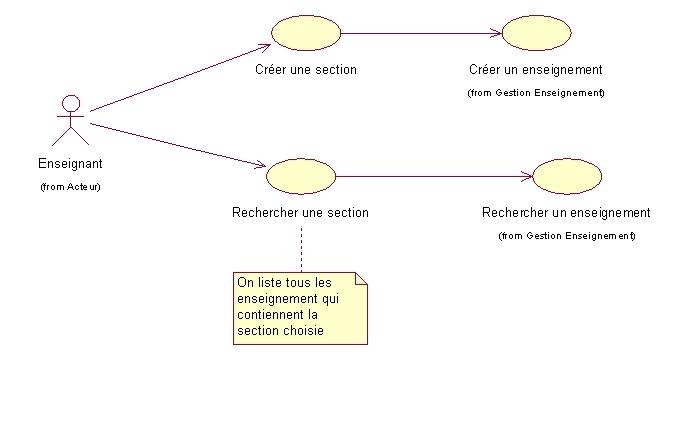 Créer une section
Créer un enseignement
(from Gestion Enseignement)
Enseignant
(from Acteur)
Rechercher une section
Rechercher un enseignement
(from Gestion Enseignement)
On liste tous les
enseignement qui
contiennent la
section choisie